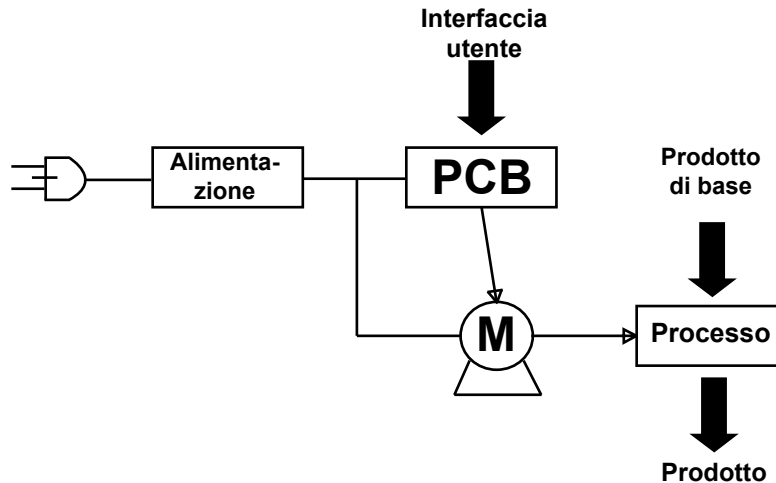 Interfaccia
utente
Alimenta-
zione
PCB
Prodotto
di base
M
Processo
Prodotto